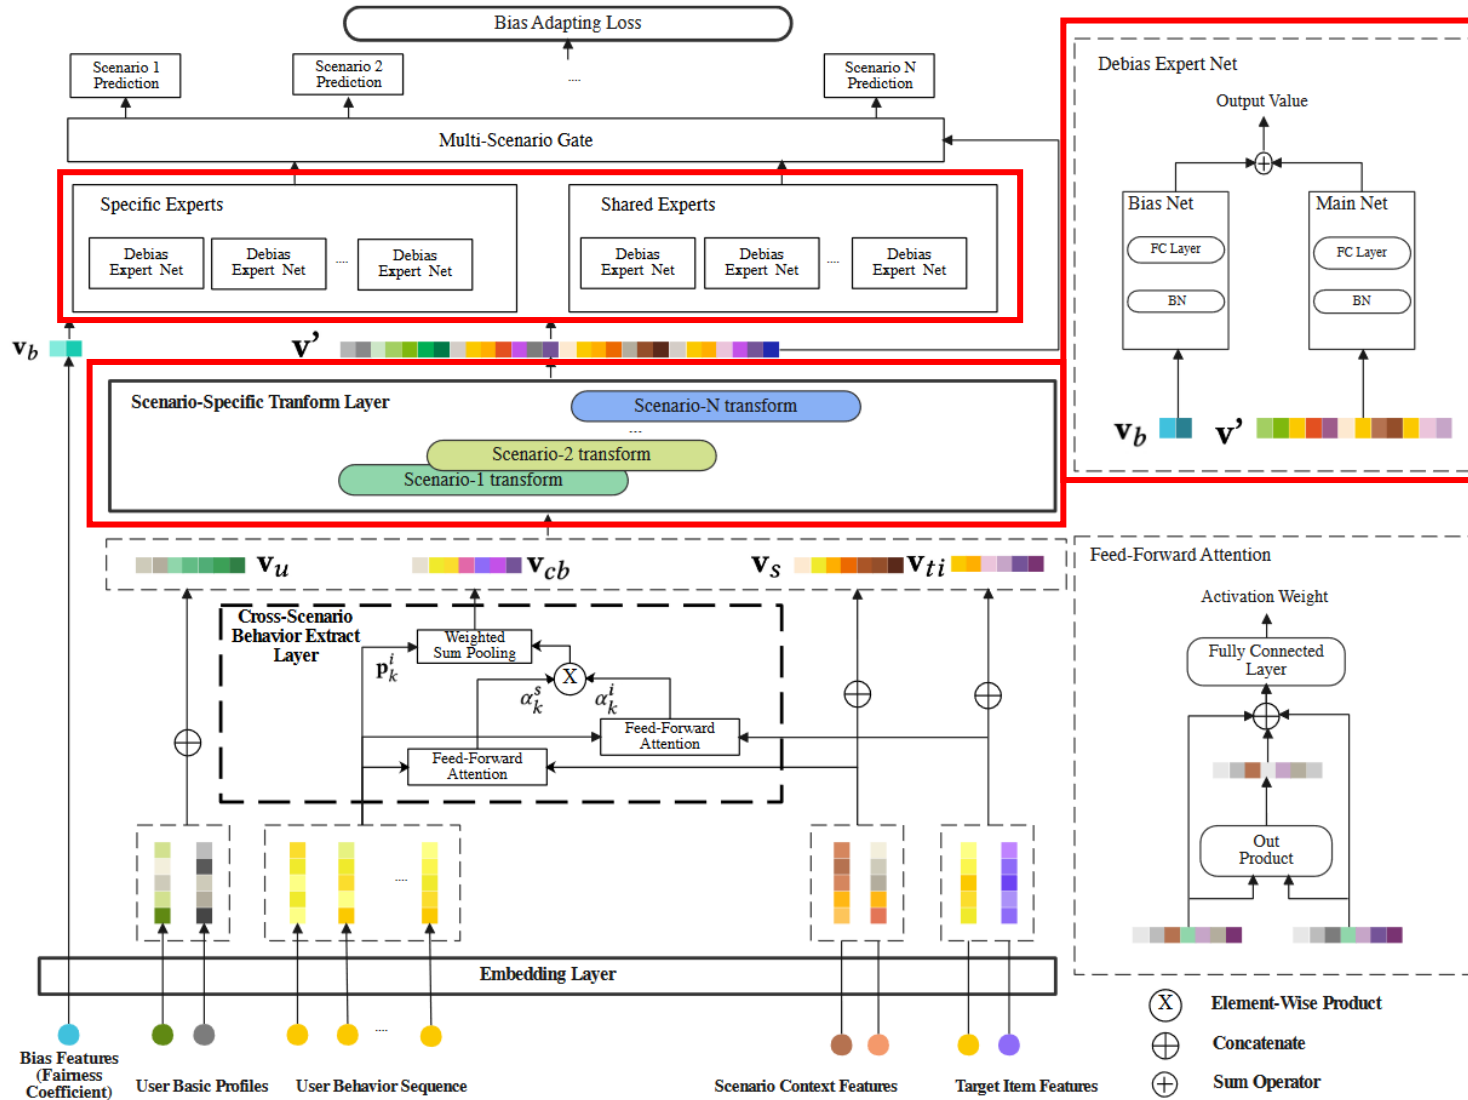 Bias Adapting Loss
Scenario 1
Prediction
Scenario 2
Prediction
....
Scenario N
Prediction
Multi-Scenario Gate
Specific Experts
Debias
Expert Net
Debias
Expert Net
....
Debias
Expert Net
Shared Experts
Debias
Expert Net
Debias
Expert Net
....
Debias
Expert Net
v_b
v'
Scenario-Specific Tranform Layer
Scenario-N transform
...
Scenario-2 transform
Scenario-1 transform
v_u
v_cb
v_s
v_ti
Cross-Scenario
Behavior Extract
Layer
Weighted
Sum Pooling
p_k^i
X
α_k^s
α_k^i
Feed-Forward
Attention
Feed-Forward
Attention
....
Embedding Layer
....
Bias Features
(Fairness
Coefficient)
User Basic Profiles
User Behavior Sequence
Scenario Context Features
Target Item Features
Debias Expert Net
Output Value
+
Bias Net
FC Layer
BN
Main Net
FC Layer
BN
v_b
v'
Feed-Forward Attention
Activation Weight
Fully Connected
Layer
Out
Product
X Element-Wise Product
⊕ Concatenate
+ Sum Operator